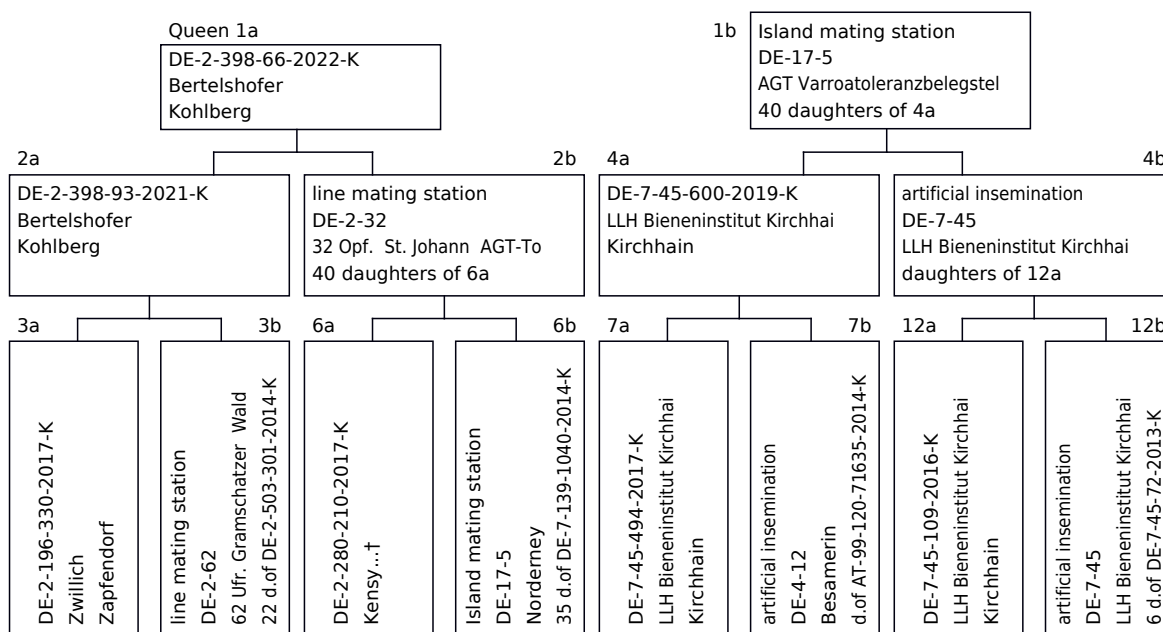 Queen 1a
DE-2-398-66-2022-K
Bertelshofer
Kohlberg
1b
Island mating station
DE-17-5
AGT Varroatoleranzbelegstel
40 daughters of 4a
2a
DE-2-398-93-2021-K
Bertelshofer
Kohlberg
2b
line mating station
DE-2-32
32 Opf. St. Johann AGT-To
40 daughters of 6a
4a
DE-7-45-600-2019-K
LLH Bieneninstitut Kirchhai
Kirchhain
4b
artificial insemination
DE-7-45
LLH Bieneninstitut Kirchhai
daughters of 12a
3a
DE-2-196-330-2017-K
Zwillich
Zapfendorf
3b
line mating station
DE-2-62
62 Ufr. Gramschatzer Wald
22 d.of DE-2-503-301-2014-K
6a
DE-2-280-210-2017-K
Kensy...†
6b
Island mating station
DE-17-5
Norderney
35 d.of DE-7-139-1040-2014-K
7a
DE-7-45-494-2017-K
LLH Bieneninstitut Kirchhai
Kirchhain
7b
artificial insemination
DE-4-12
Besamerin
d.of AT-99-120-71635-2014-K
12a
DE-7-45-109-2016-K
LLH Bieneninstitut Kirchhai
Kirchhain
12b
artificial insemination
DE-7-45
LLH Bieneninstitut Kirchhai
6 d.of DE-7-45-72-2013-K